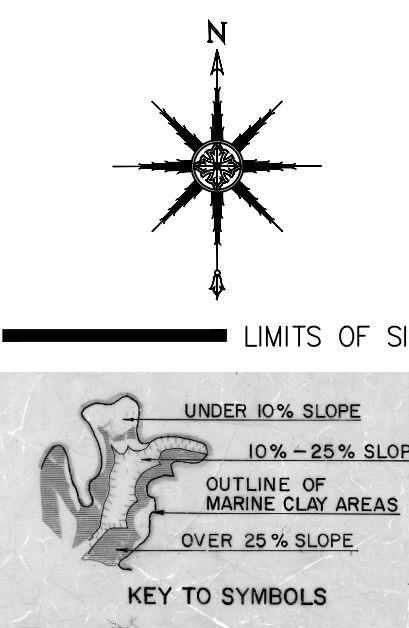 N
LIMITS OF SI
UNDER 10% SLOPE
10%-25% SLOP
OUTLINE OF
MARINE CLAY AREAS
OVER 25% SLOPE
KEY TO SYMBOLS